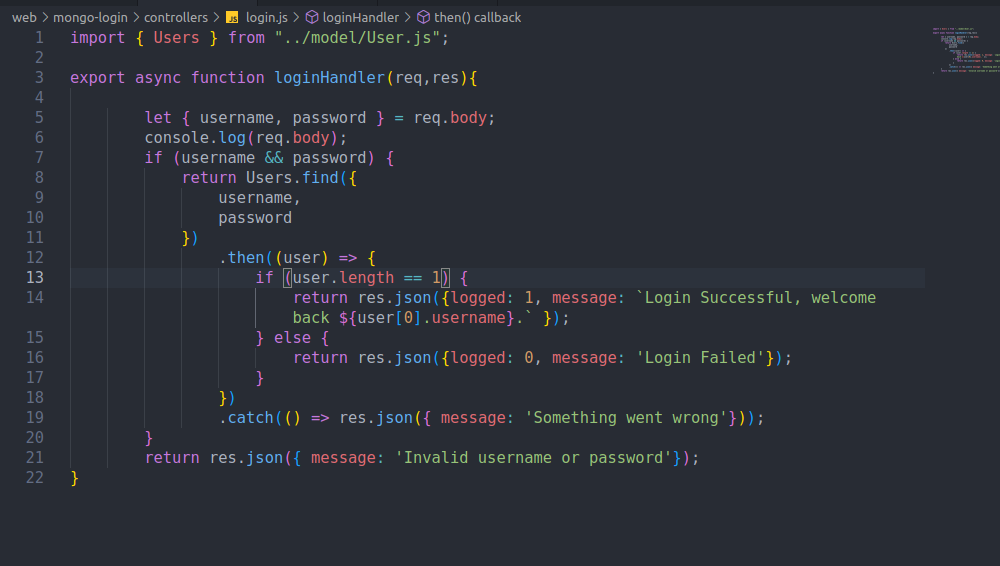 web > mongo-login > controllers > JS login.js > loginHandler > then() callback
1 import { Users } from "../model/User.js";
2
3 export async function loginHandler(req,res){
4
5 let { username, password } = req.body;
6 console.log(req.body);
7 if (username && password) {
8 return Users.find({
9 username,
10 password
11 })
12 .then((user) => {
13 if (user.length == 1) {
14 return res.json({logged: 1, message: `Login Successful, welcome
back ${user[0].username}.` });
15 } else {
16 return res.json({logged: 0, message: 'Login Failed'});
17 }
18 })
19 .catch(() => res.json({ message: 'Something went wrong'}));
20 }
21 return res.json({ message: 'Invalid username or password'});
22 }